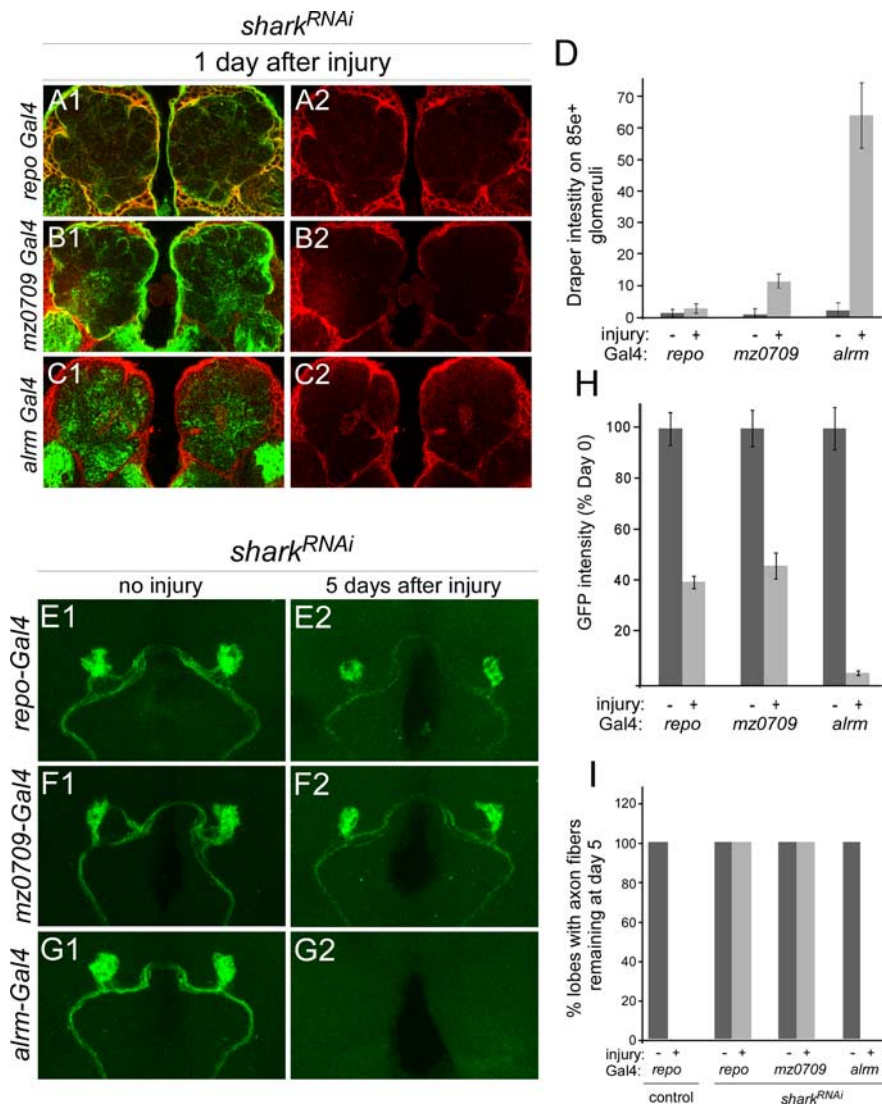 shark^RNAi
1 day after injury
repo Gal4
A1
A2
mz0709 Gal4
B1
B2
alrm Gal4
C1
C2
D
Draper intestity on 85e+
glomeruli
70
60
50
40
30
20
10
0
injury: - + - + - +
Gal4: repo mz0709 alrm
shark^RNAi
no injury
5 days after injury
repo-Gal4
E1
E2
mz0709-Gal4
F1
F2
alrm-Gal4
G1
G2
H
GFP intensity (% Day 0)
100
80
60
40
20
injury: - + - + - +
Gal4: repo mz0709 alrm
I
% lobes with axon fibers
remaining at day 5
120
100
80
60
40
20
0
injury: - + - + - + - +
Gal4: repo repo mz0709 alrm
control shark^RNAi